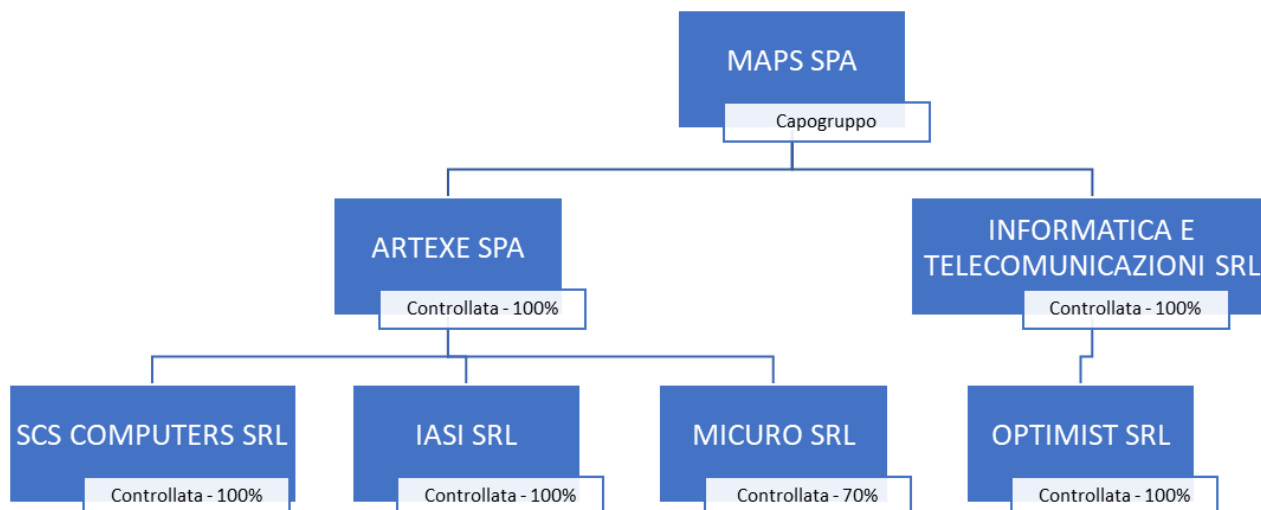 MAPS SPA
Capogruppo
ARTEXE SPA
Controllata - 100%
INFORMATICA E
TELECOMUNICAZIONI SRL
Controllata - 100%
SCS COMPUTERS SRL
Controllata - 100%
IASI SRL
Controllata - 100%
MICURO SRL
Controllata - 70%
OPTIMIST SRL
Controllata - 100%